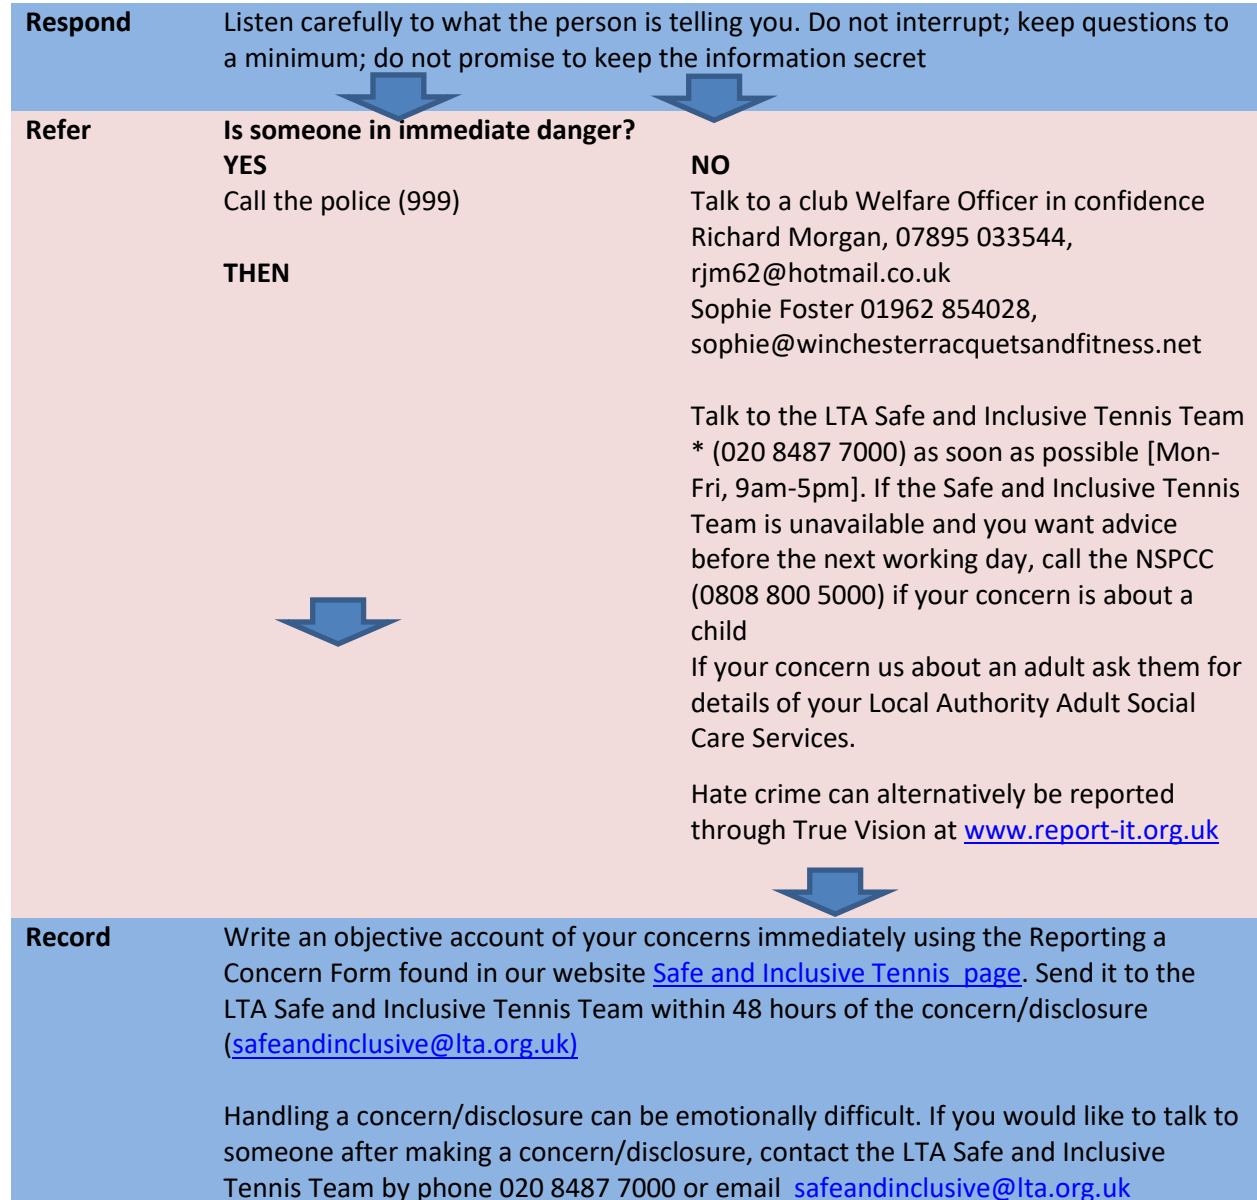 Respond
Listen carefully to what the person is telling you. Do not interrupt; keep questions to
a minimum; do not promise to keep the information secret
Refer
Is someone in immediate danger?
YES
Call the police (999)
THEN
NO
Talk to a club Welfare Officer in confidence
Richard Morgan, 07895 033544,
rjm62@hotmail.co.uk
Sophie Foster 01962 854028,
sophie@winchesterracquetsandfitness.net
Talk to the LTA Safe and Inclusive Tennis Team
* (020 8487 7000) as soon as possible [Mon-
Fri, 9am-5pm]. If the Safe and Inclusive Tennis
Team is unavailable and you want advice
before the next working day, call the NSPCC
(0808 800 5000) if your concern is about a
child
If your concern us about an adult ask them for
details of your Local Authority Adult Social
Care Services.
Hate crime can alternatively be reported
through True Vision at www.report-it.org.uk
Record
Write an objective account of your concerns immediately using the Reporting a
Concern Form found in our website Safe and Inclusive Tennis  page. Send it to the
LTA Safe and Inclusive Tennis Team within 48 hours of the concern/disclosure
(safeandinclusive@lta.org.uk)
Handling a concern/disclosure can be emotionally difficult. If you would like to talk to
someone after making a concern/disclosure, contact the LTA Safe and Inclusive
Tennis Team by phone 020 8487 7000 or email  safeandinclusive@lta.org.uk